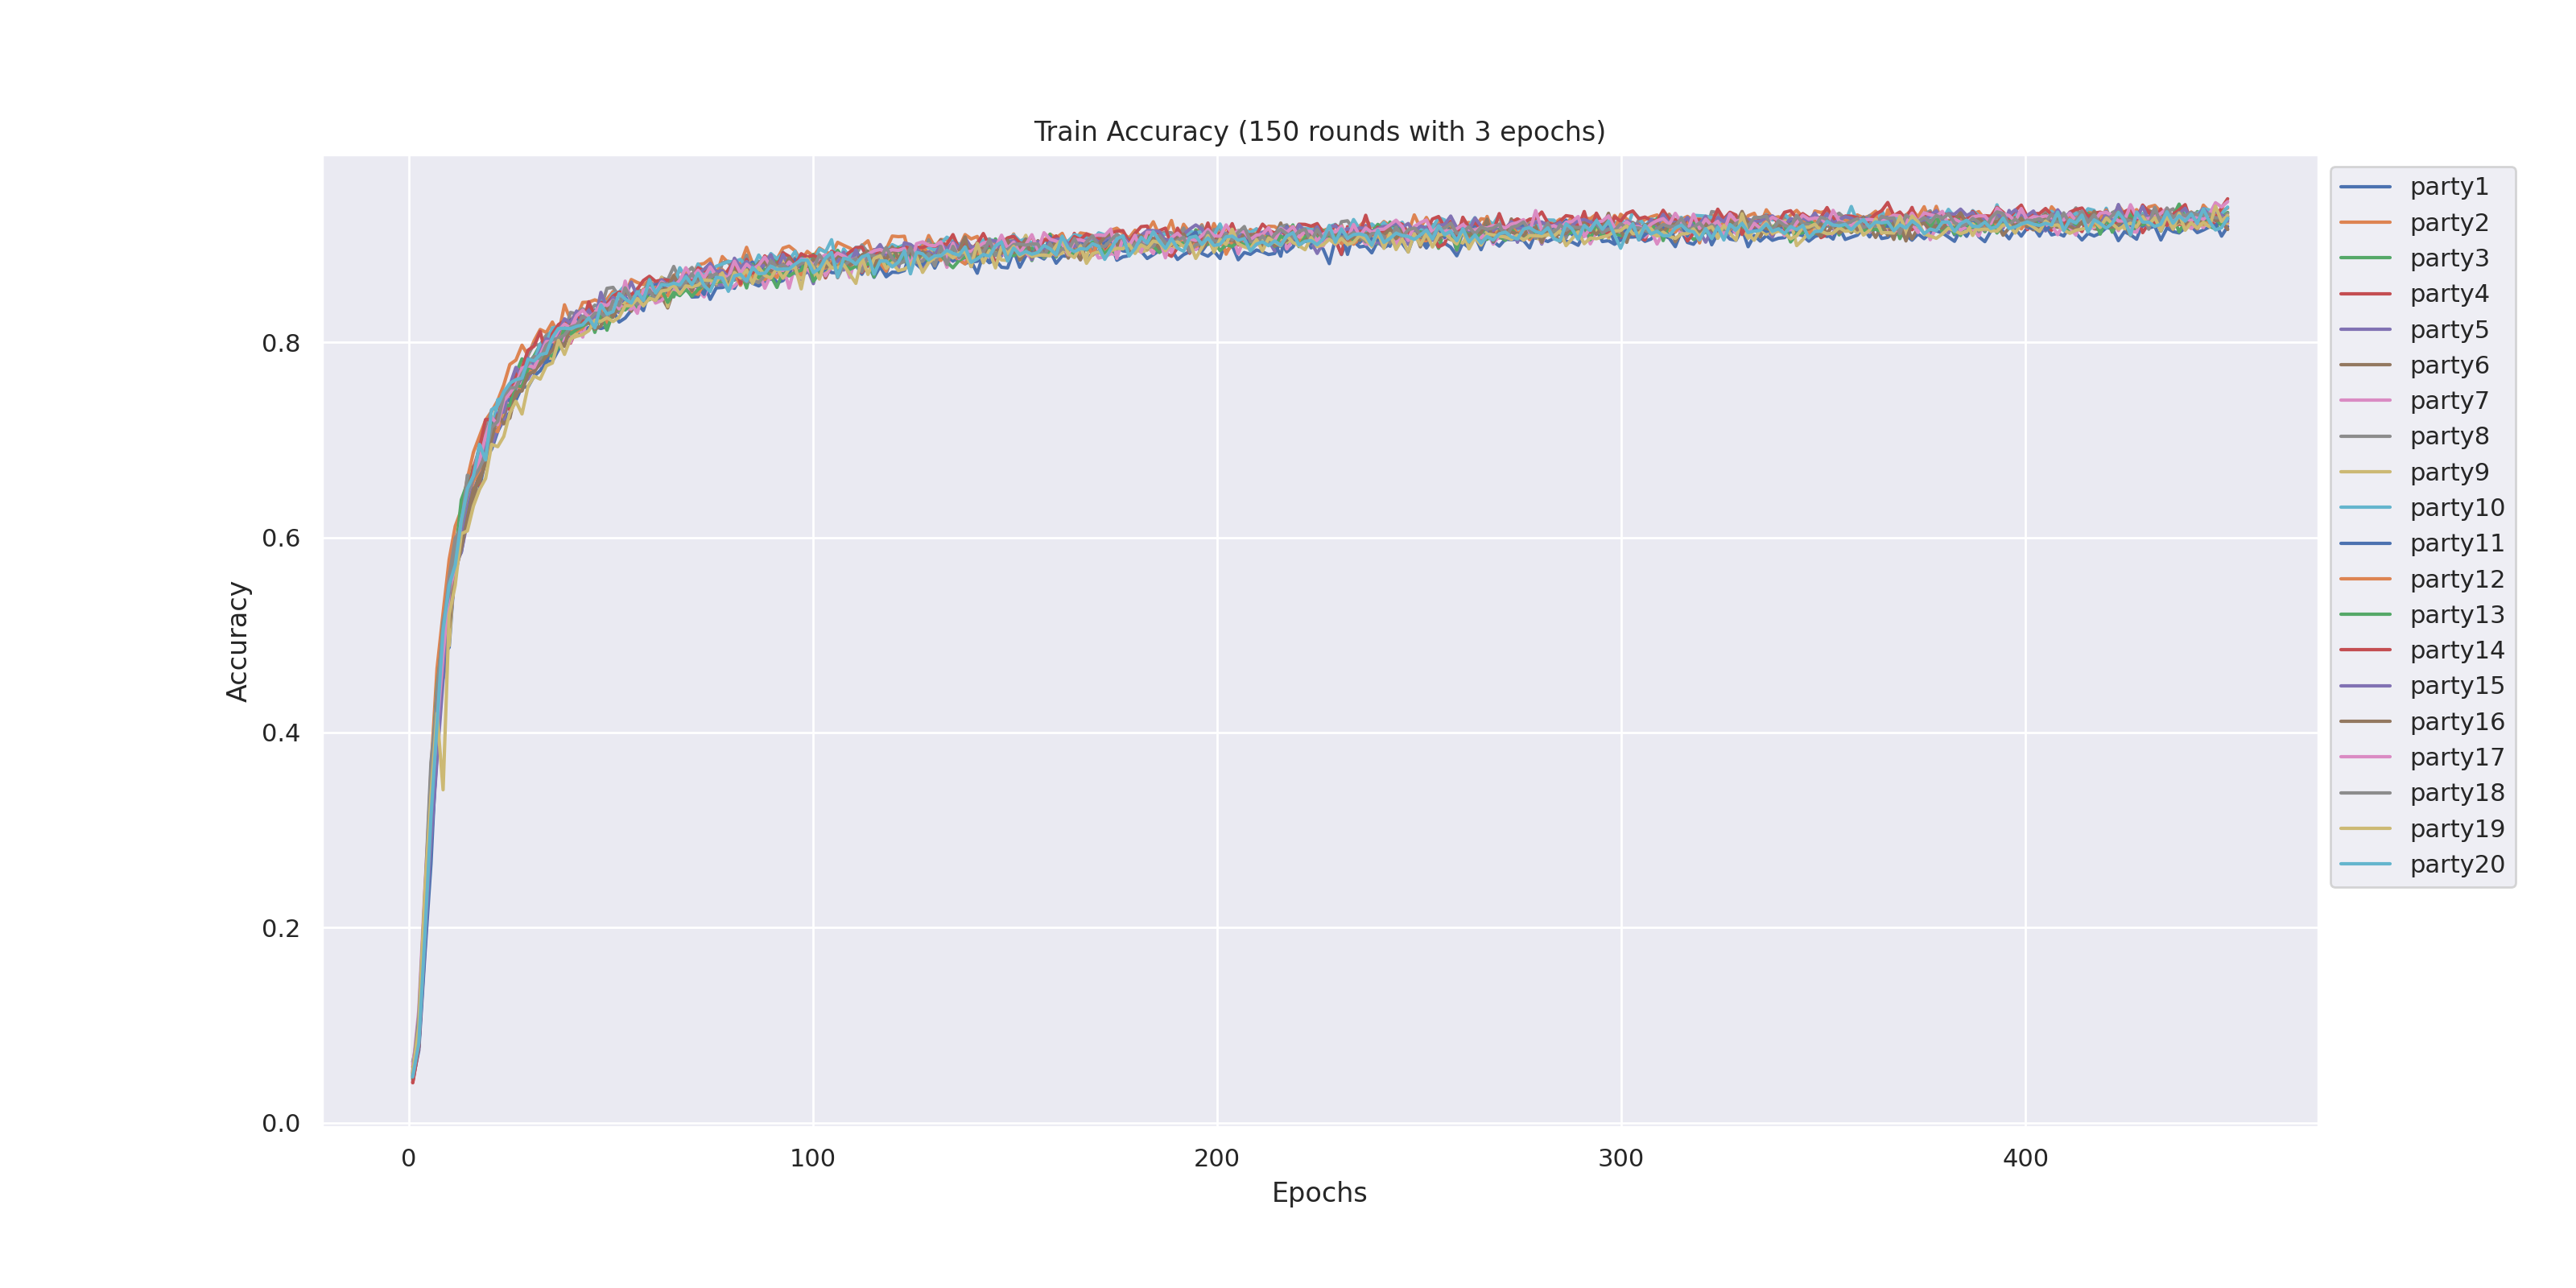 Train Accuracy (150 rounds with 3 epochs)
Accuracy
0.8
0.6
0.4
0.2
0.0
0 100 200 300 400
Epochs
party1
party2
party3
party4
party5
party6
party7
party8
party9
party10
party11
party12
party13
party14
party15
party16
party17
party18
party19
party20